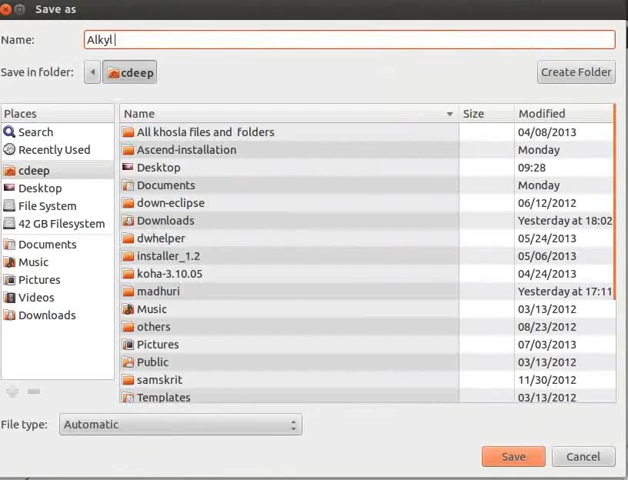 Save as
Name: Alkyl
Save in folder: cdeep Create Folder
Places Name Size Modified
Search All khosla files and folders 04/08/2013
Recently Used Ascend-installation Monday
cdeep Desktop 09:28
Desktop Documents Monday
File System down-eclipse 06/12/2012
42 GB Filesystem Downloads Yesterday at 18:02
Documents dwhelper 05/24/2013
Music installer_1.2 05/06/2013
Pictures koha-3.10.05 04/24/2013
Videos madhuri Yesterday at 17:11
Downloads Music 03/13/2012
others 08/23/2012
Pictures 07/03/2013
Public 03/13/2012
samskrit 11/30/2012
Templates 03/13/2012
File type: Automatic
Save Cancel